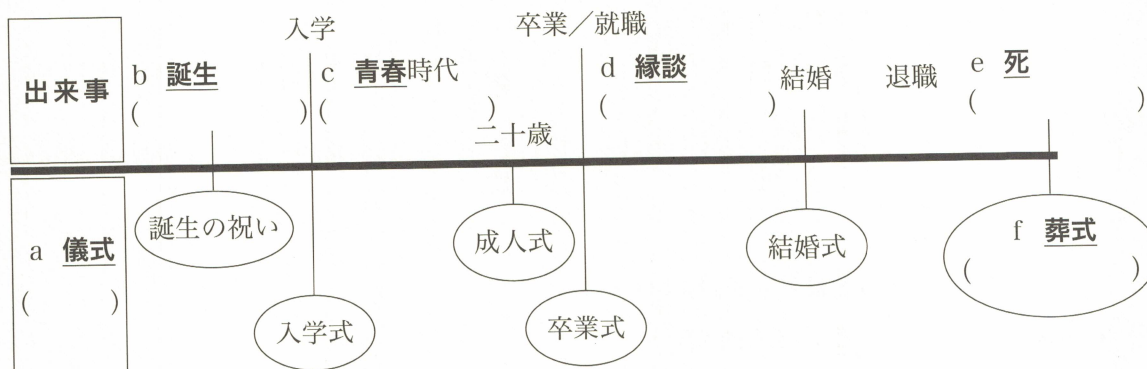 入学
卒業／就職
出来事
b 誕生
( )
c 青春時代
( )
二十歳
d 縁談
( )
結婚
退職
e 死
( )
a 儀式
( )
誕生の祝い
入学式
成人式
卒業式
結婚式
f 葬式
( )